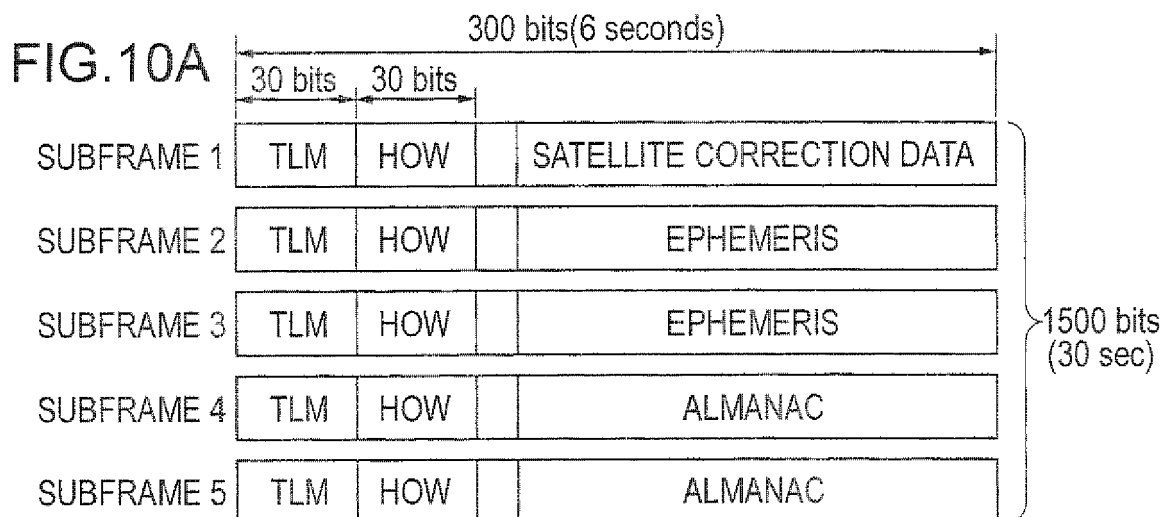 FIG.10A
300 bits(6 seconds)
30 bits 30 bits
SUBFRAME 1 TLM HOW SATELLITE CORRECTION DATA
SUBFRAME 2 TLM HOW EPHEMERIS
SUBFRAME 3 TLM HOW EPHEMERIS
1500 bits
(30 sec)
SUBFRAME 4 TLM HOW ALMANAC
SUBFRAME 5 TLM HOW ALMANAC